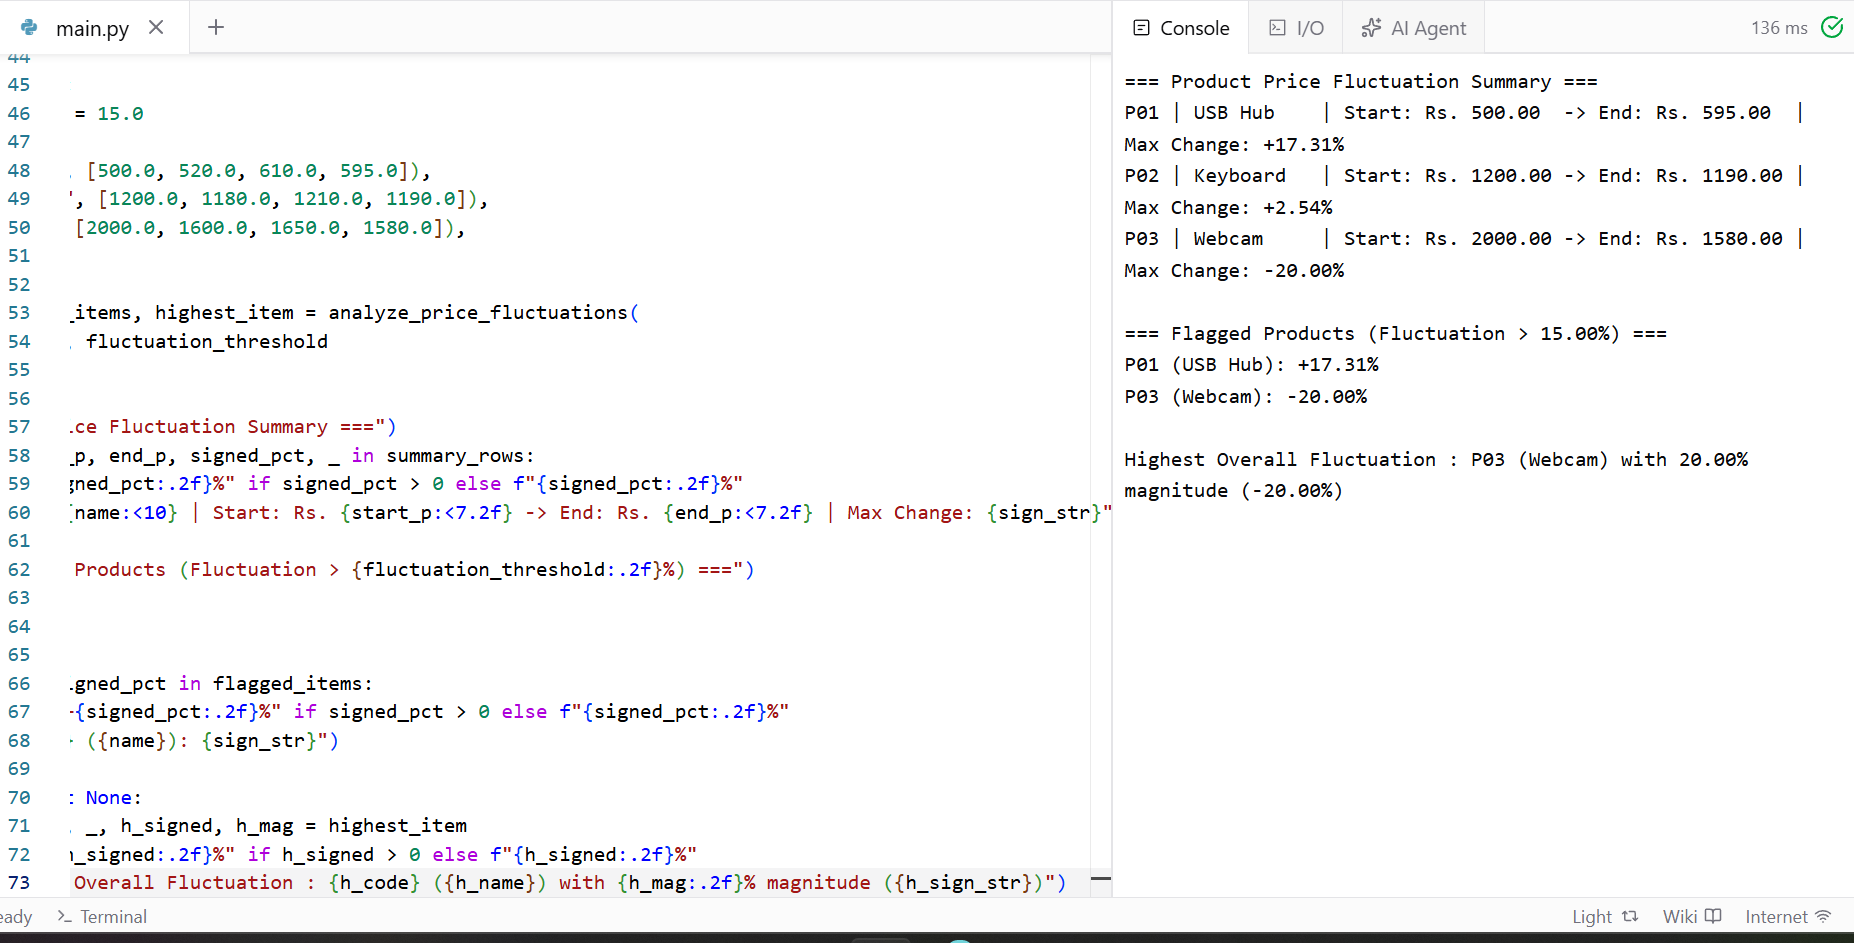 main.py
44
45
46 = 15.0
47
48 , [500.0, 520.0, 610.0, 595.0]),
49 ", [1200.0, 1180.0, 1210.0, 1190.0]),
50 [2000.0, 1600.0, 1650.0, 1580.0]),
51
52
53 _items, highest_item = analyze_price_fluctuations(
54 , fluctuation_threshold
55
56
57 ce Fluctuation Summary ===")
58 _p, end_p, signed_pct, _ in summary_rows:
59 gned_pct:.2f}%" if signed_pct > 0 else f"{signed_pct:.2f}%"
60 {name:<10} | Start: Rs. {start_p:<7.2f} -> End: Rs. {end_p:<7.2f} | Max Change: {sign_str}"
61
62 Products (Fluctuation > {fluctuation_threshold:.2f}%) ===")
63
64
65
66 gned_pct in flagged_items:
67 {signed_pct:.2f}%" if signed_pct > 0 else f"{signed_pct:.2f}%"
68 ({name}): {sign_str}")
69
70 None:
71 , _, h_signed, h_mag = highest_item
72 _signed:.2f}%" if h_signed > 0 else f"{h_signed:.2f}%"
73 Overall Fluctuation : {h_code} ({h_name}) with {h_mag:.2f}% magnitude ({h_sign_str})")
eady Terminal
Console I/O AI Agent 136 ms
=== Product Price Fluctuation Summary ===
P01 | USB Hub | Start: Rs. 500.00 -> End: Rs. 595.00 |
Max Change: +17.31%
P02 | Keyboard | Start: Rs. 1200.00 -> End: Rs. 1190.00 |
Max Change: +2.54%
P03 | Webcam | Start: Rs. 2000.00 -> End: Rs. 1580.00 |
Max Change: -20.00%
=== Flagged Products (Fluctuation > 15.00%) ===
P01 (USB Hub): +17.31%
P03 (Webcam): -20.00%
Highest Overall Fluctuation : P03 (Webcam) with 20.00%
magnitude (-20.00%)
Light Wiki Internet